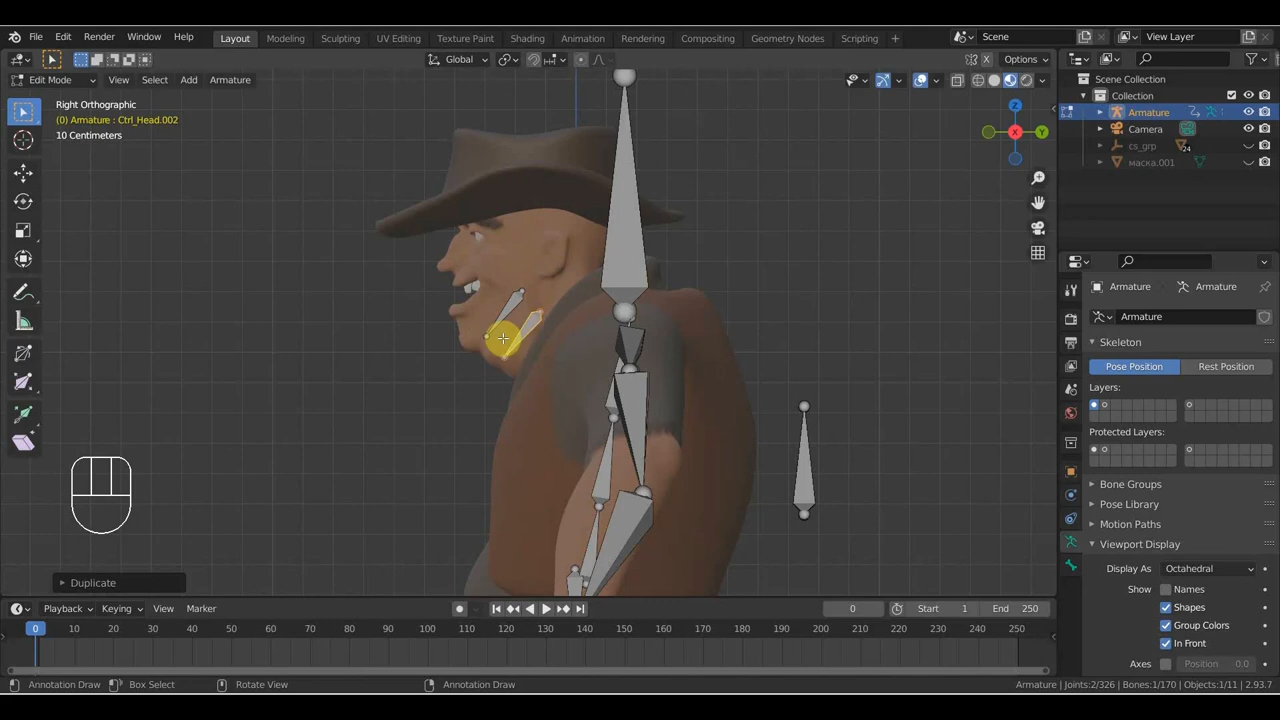 File Edit Render Window Help Layout Modeling Sculpting UV Editing Texture Paint Shading Animation Rendering Compositing Geometry Nodes Scripting + Scene View Layer
Global X Options
Edit Mode View Select Add Armature
Right Orthographic
(0) Armature : Ctrl_Head.002
10 Centimeters
Z
Y
X
Scene Collection
Collection
Armature
Camera
cs_grp 24
маска.001
Armature Armature
Armature
Skeleton
Pose Position Rest Position
Layers:
Protected Layers:
Bone Groups
Pose Library
Motion Paths
Viewport Display
Display As Octahedral
Show Names
Shapes
Group Colors
In Front
Axes Position 0.0
Duplicate
Playback Keying View Marker 0 Start 1 End 250
0 10 20 30 40 50 60 70 80 90 100 110 120 130 140 150 160 170 180 190 200 210 220 230 240 250
Annotation Draw Box Select Rotate View Annotation Draw Armature | Joints:2/326 | Bones:1/170 | Objects:1/11 | 2.93.7